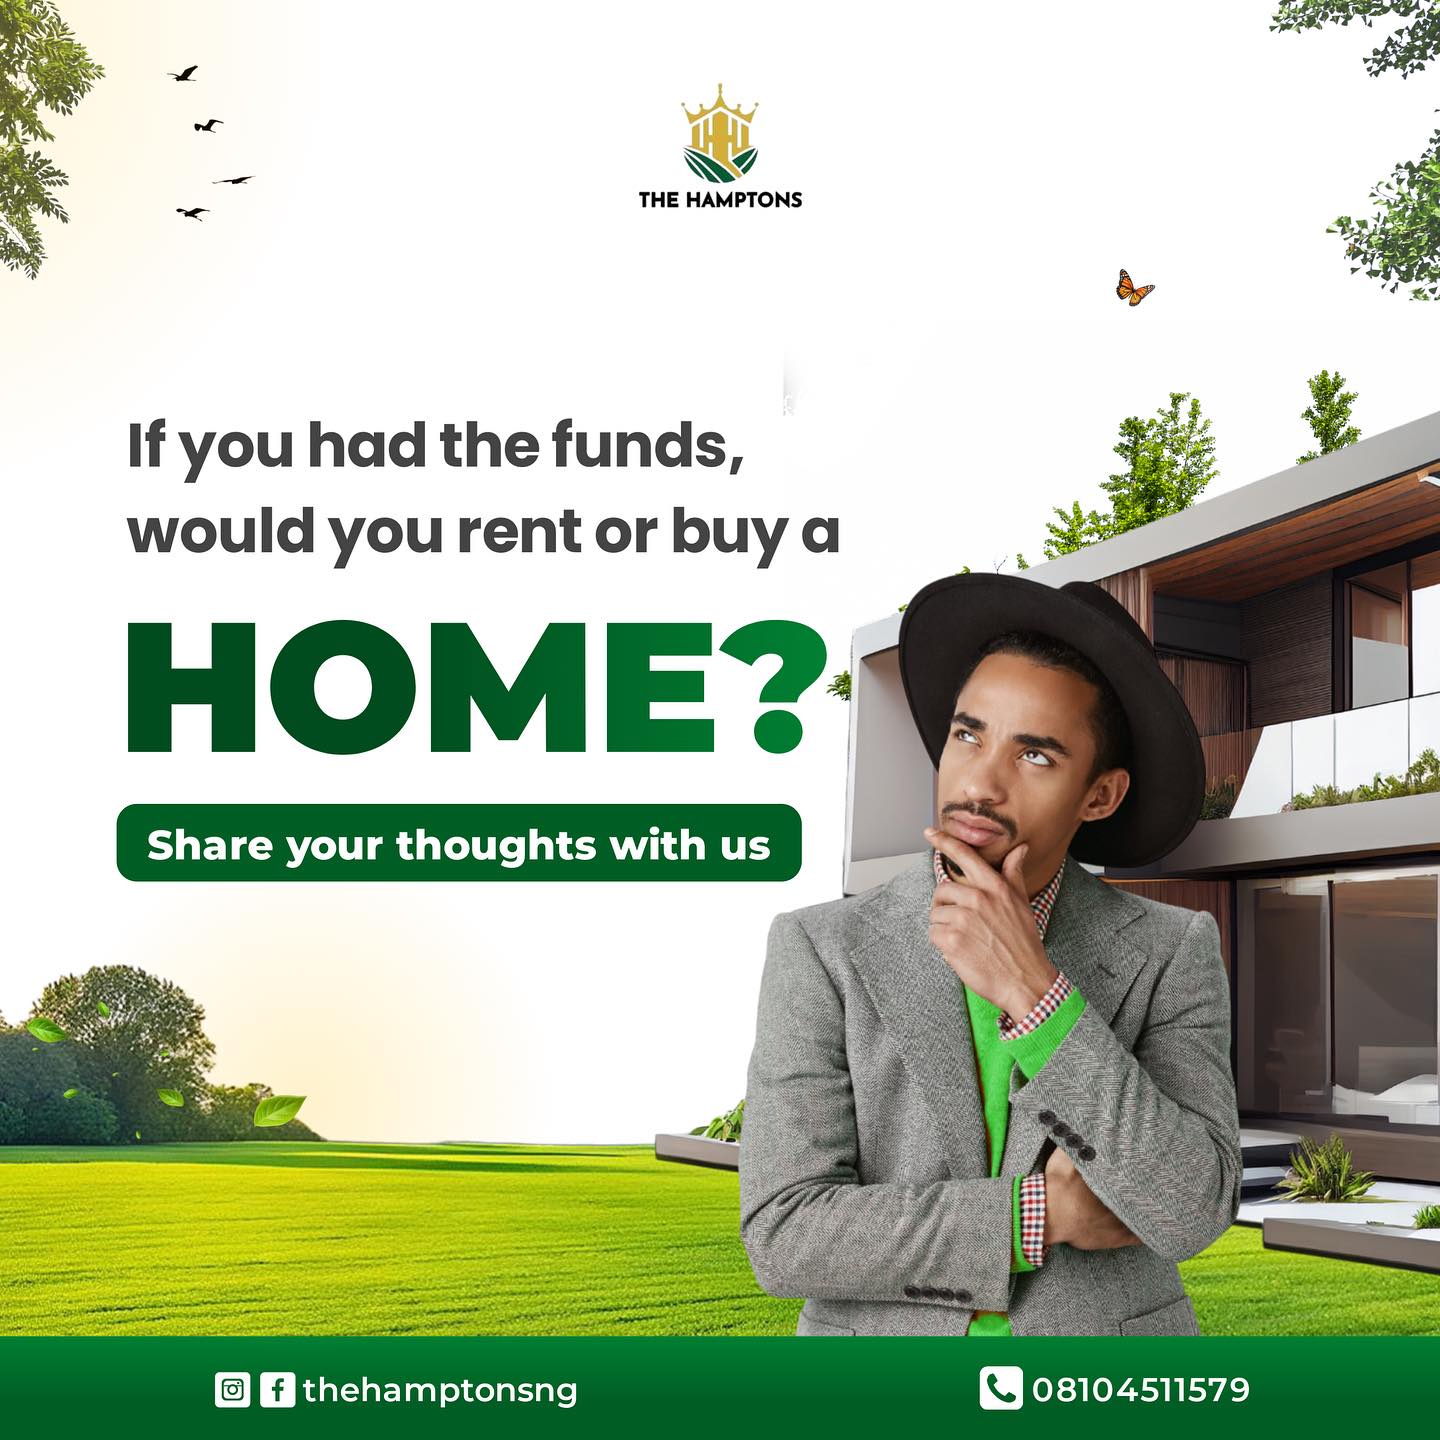 THE HAMPTONS
If you had the funds,
would you rent or buy a
HOME?
Share your thoughts with us
thehamptonsng
08104511579